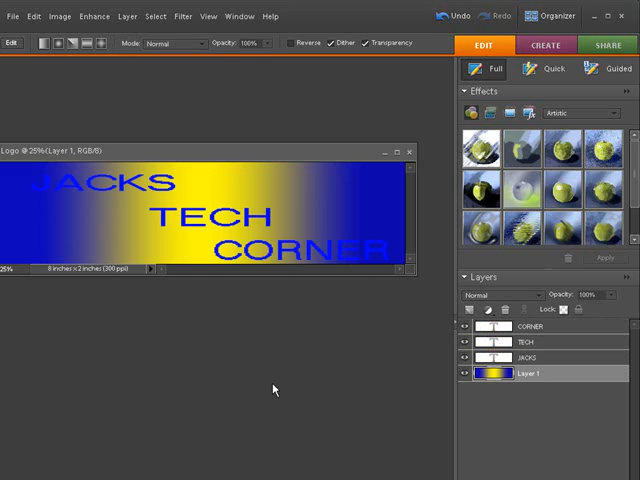 File Edit Image Enhance Layer Select Filter View Window Help
Undo Redo Organizer
Edit Mode: Normal Opacity: 100% Reverse Dither Transparency
EDIT CREATE SHARE
Full Quick Guided
Effects
Artistic
Logo @ 25%(Layer 1, RGB/8)
JACKS
TECH
CORNER
25% 8 inches x 2 inches (300 ppi)
Apply
Layers
Normal Opacity: 100%
Lock:
CORNER
TECH
JACKS
Layer 1